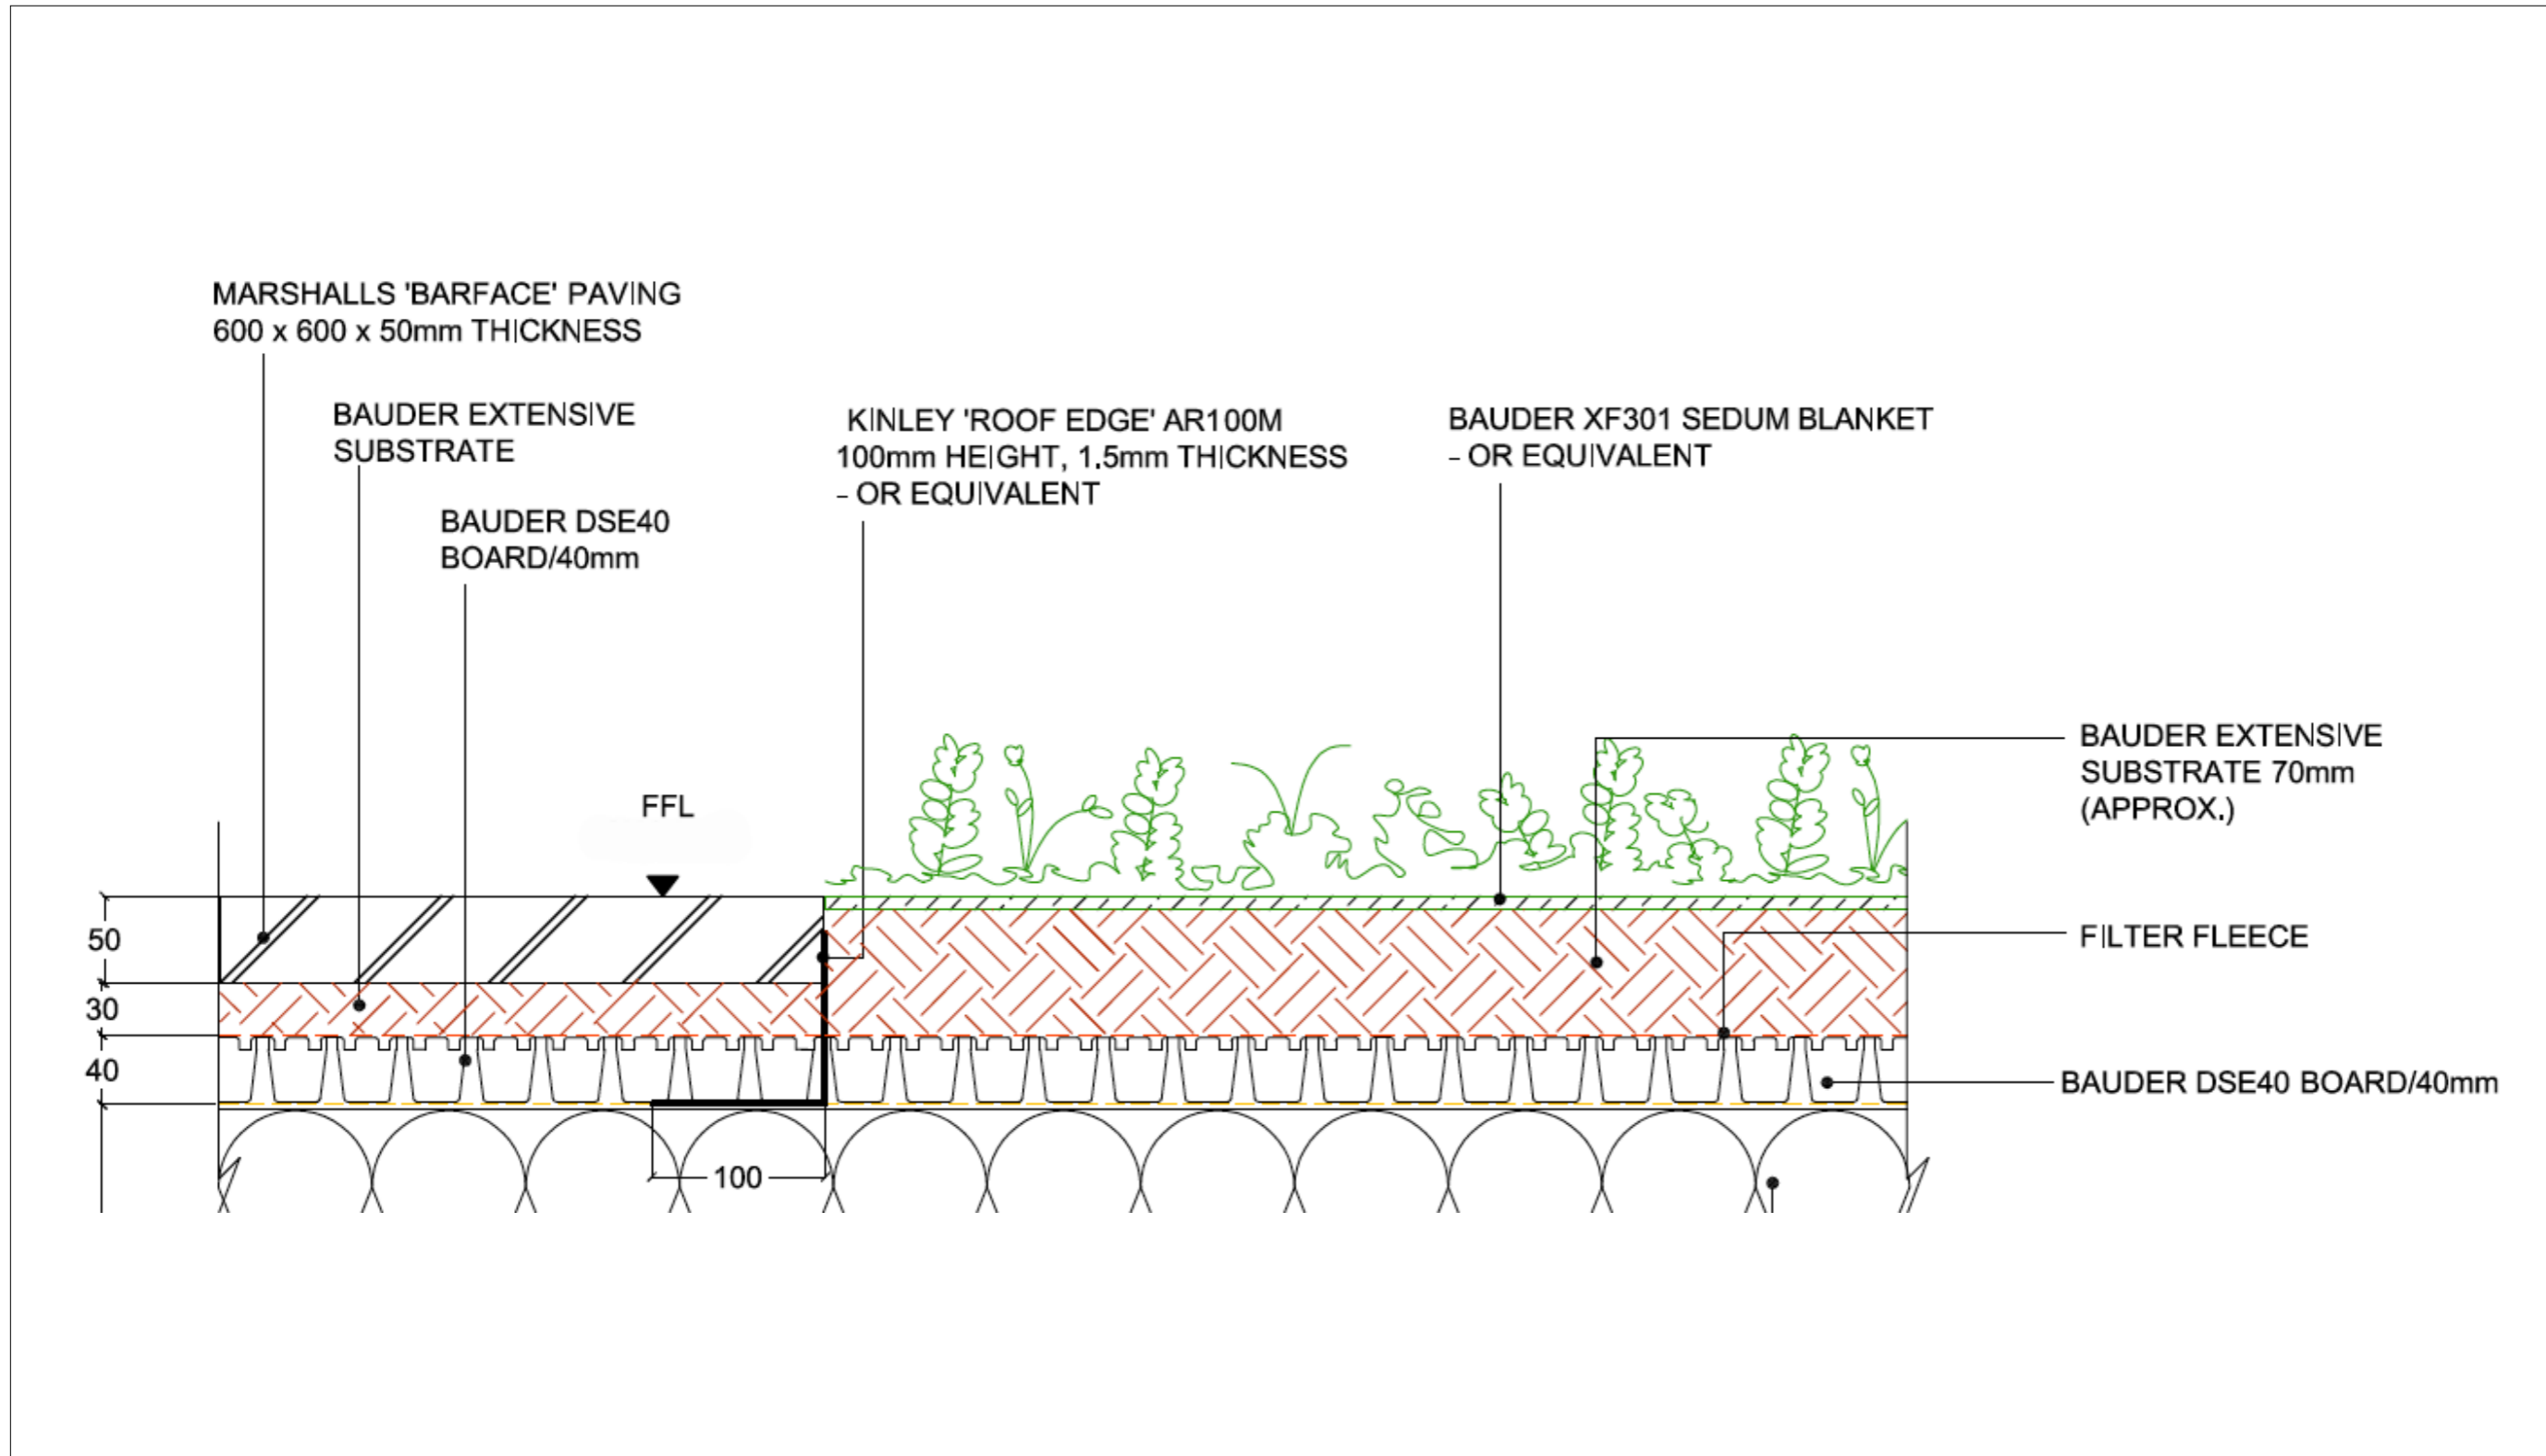 MARSHALLS 'BARFACE' PAVING
600 x 600 x 50mm THICKNESS
BAUDER EXTENSIVE
SUBSTRATE
BAUDER DSE40
BOARD/40mm
KINLEY 'ROOF EDGE' AR100M
100mm HEIGHT, 1.5mm THICKNESS
- OR EQUIVALENT
BAUDER XF301 SEDUM BLANKET
- OR EQUIVALENT
BAUDER EXTENSIVE
SUBSTRATE 70mm
(APPROX.)
FILTER FLEECE
BAUDER DSE40 BOARD/40mm
FFL
50
30
40
100